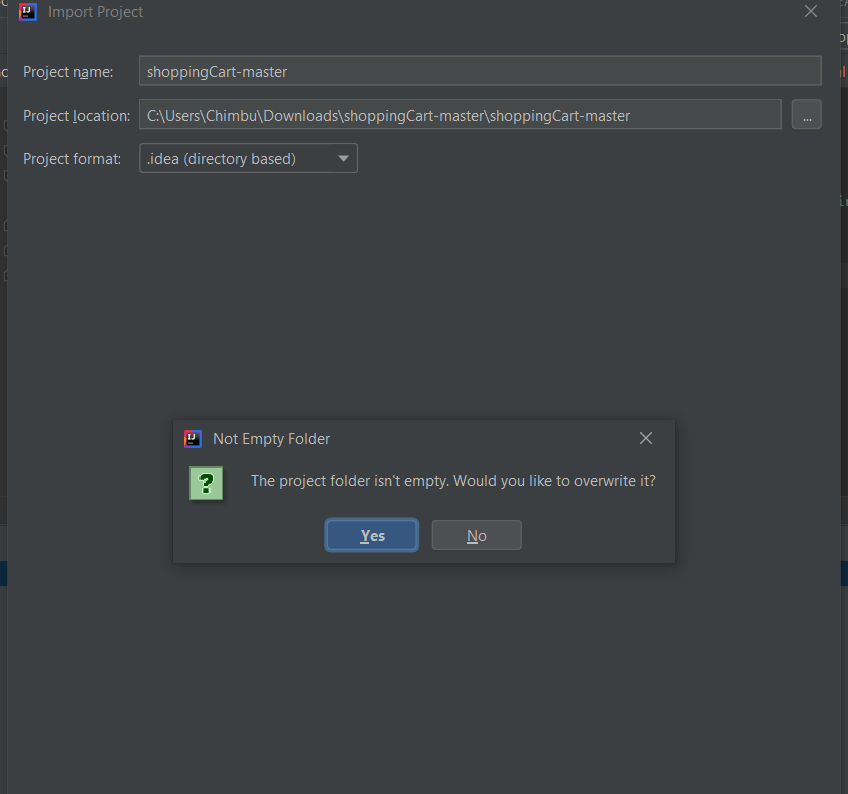 Import Project
Project name: shoppingCart-master
Project location: C:\Users\Chimbu\Downloads\shoppingCart-master\shoppingCart-master ...
Project format: .idea (directory based)
Not Empty Folder
The project folder isn't empty. Would you like to overwrite it?
Yes No